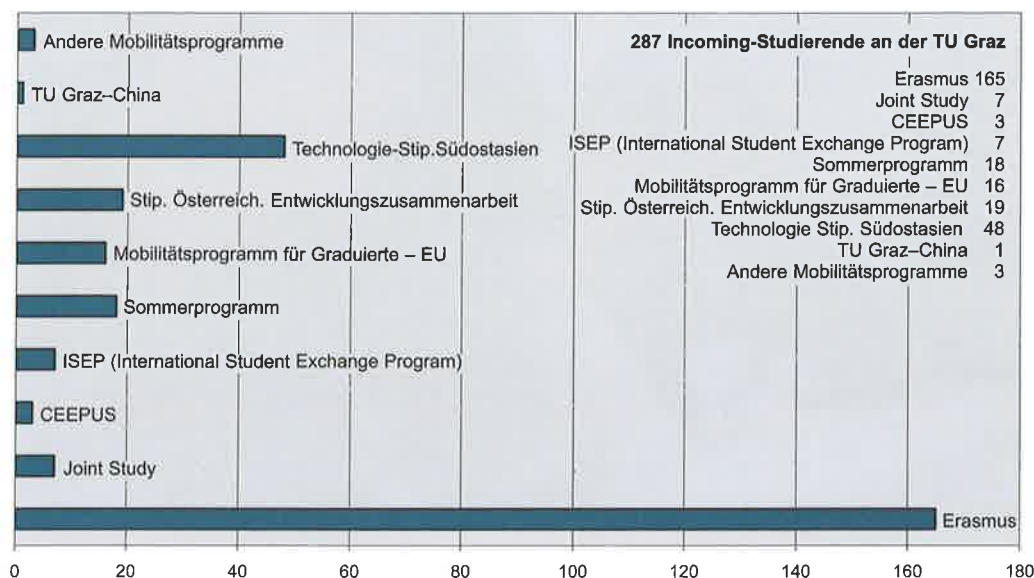 Andere Mobilitätsprogramme
TU Graz–China
Technologie-Stip.Südostasien
Stip. Österreich. Entwicklungszusammenarbeit
Mobilitätsprogramm für Graduierte – EU
Sommerprogramm
ISEP (International Student Exchange Program)
CEEPUS
Joint Study
Erasmus
287 Incoming-Studierende an der TU Graz
Erasmus 165
Joint Study 7
CEEPUS 3
ISEP (International Student Exchange Program) 7
Sommerprogramm 18
Mobilitätsprogramm für Graduierte – EU 16
Stip. Österreich. Entwicklungszusammenarbeit 19
Technologie Stip. Südostasien 48
TU Graz–China 1
Andere Mobilitätsprogramme 3
0 20 40 60 80 100 120 140 160 180